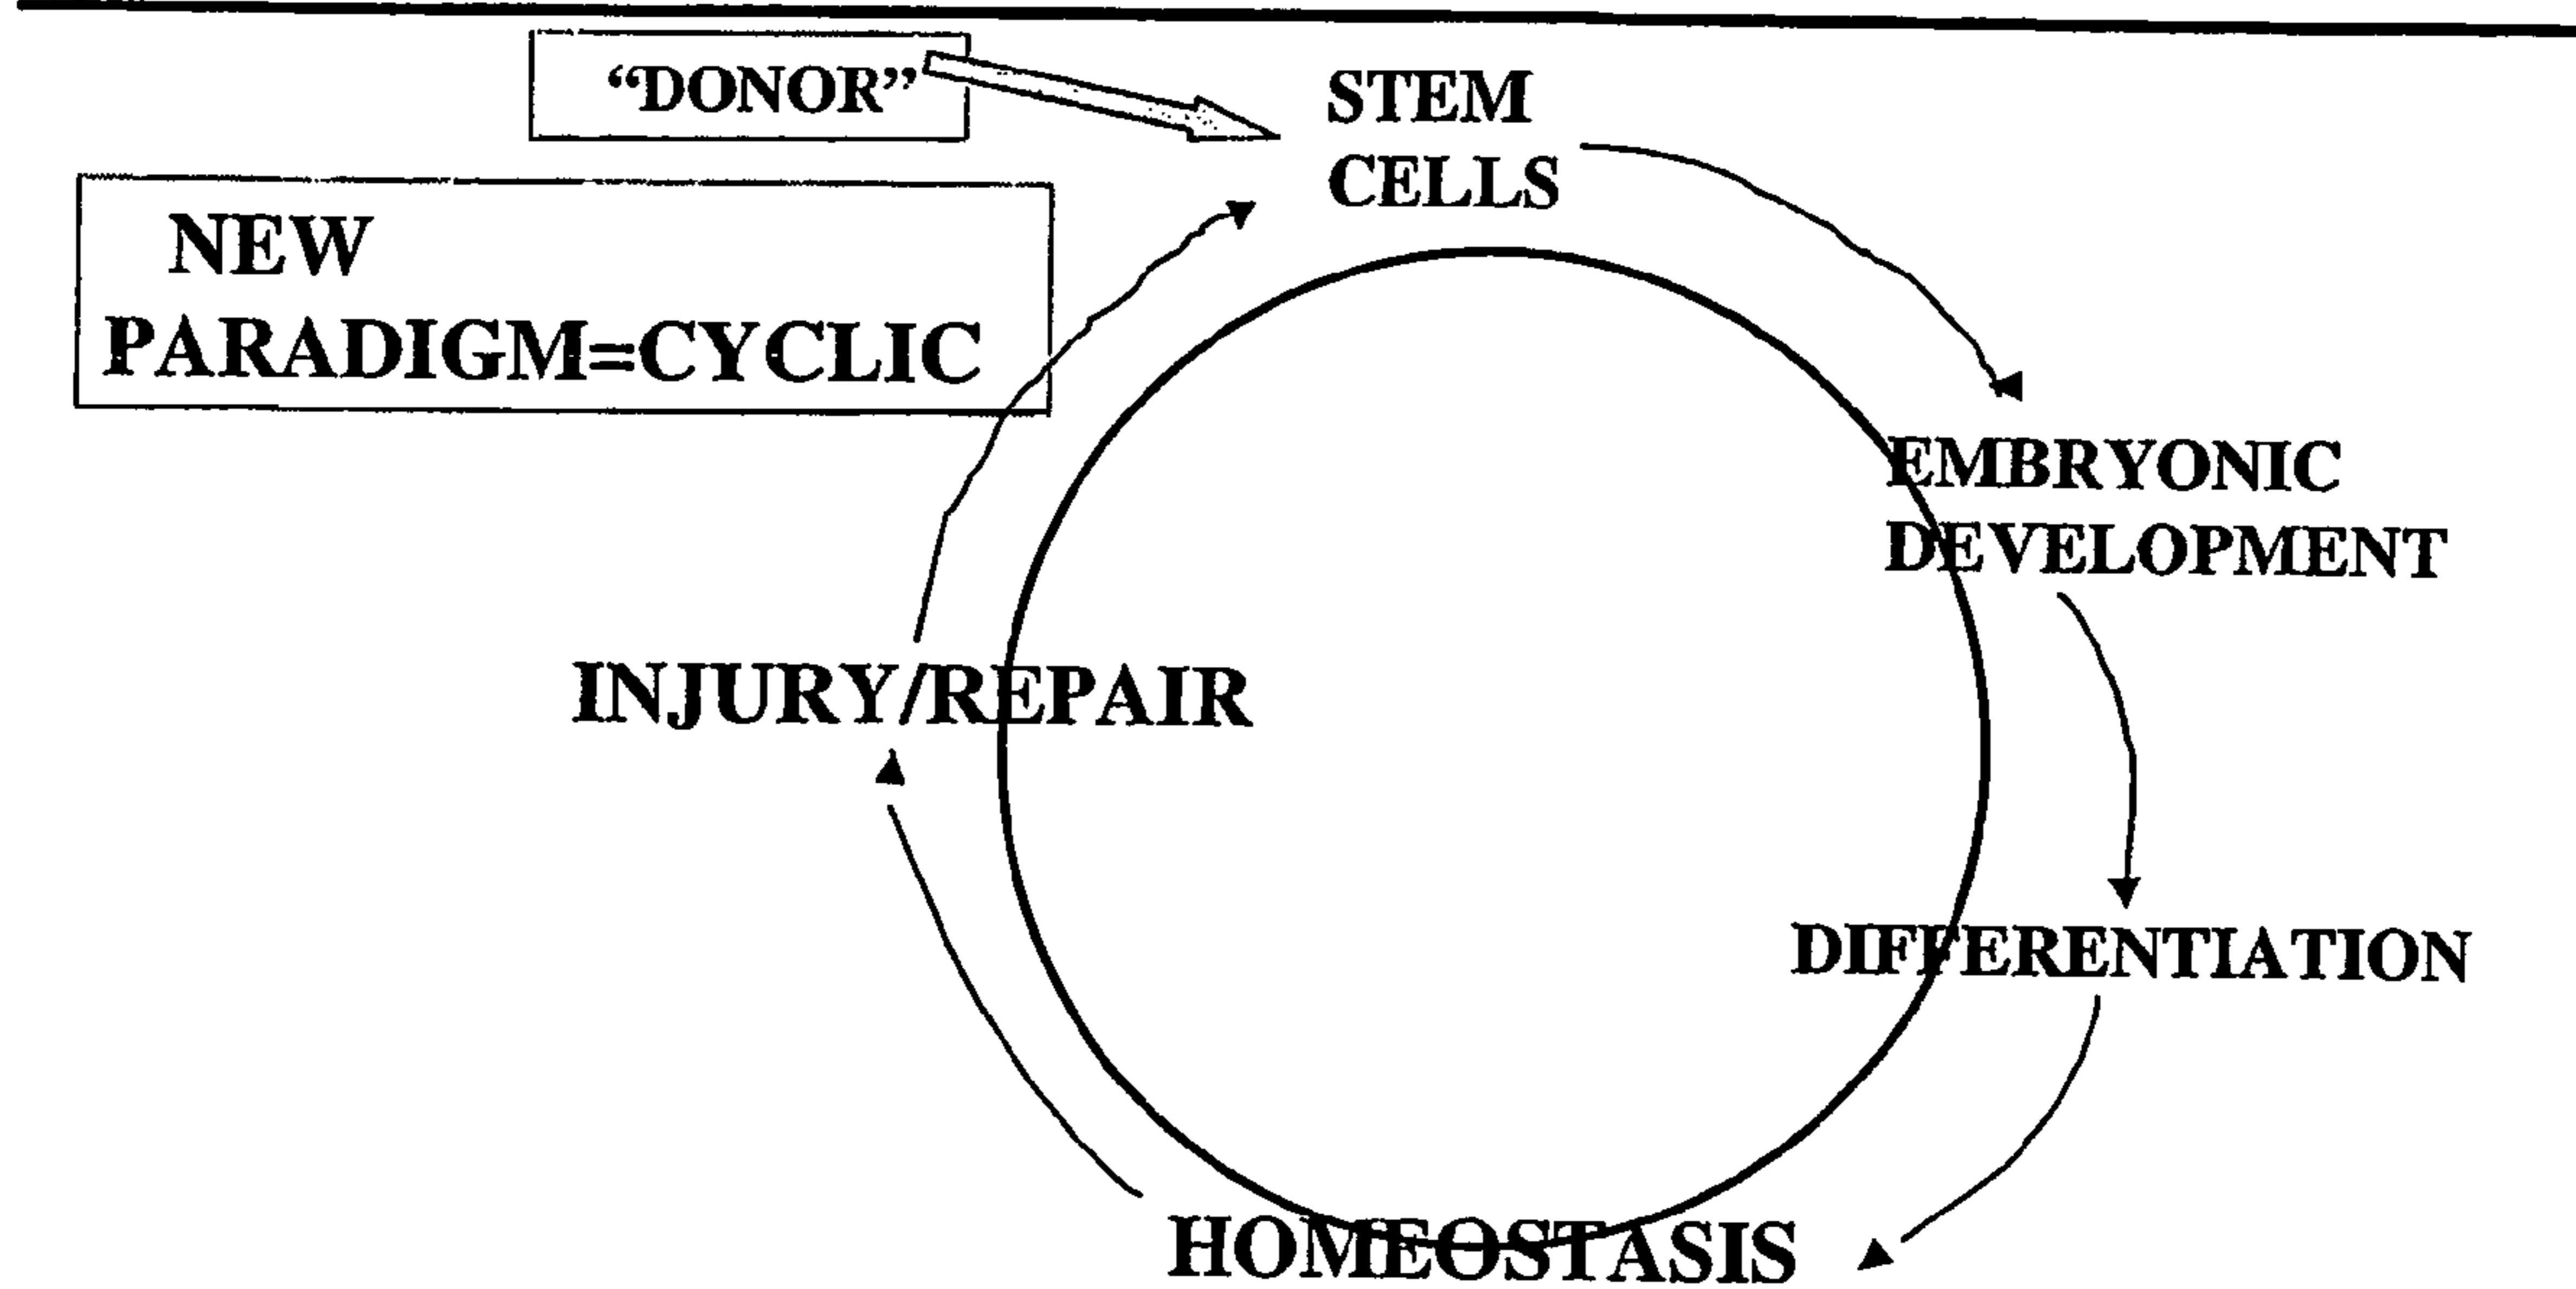 “DONOR”
STEM
CELLS
NEW
PARADIGM=CYCLIC
EMBRYONIC
DEVELOPMENT
INJURY/REPAIR
DIFFERENTIATION
HOMEOSTASIS